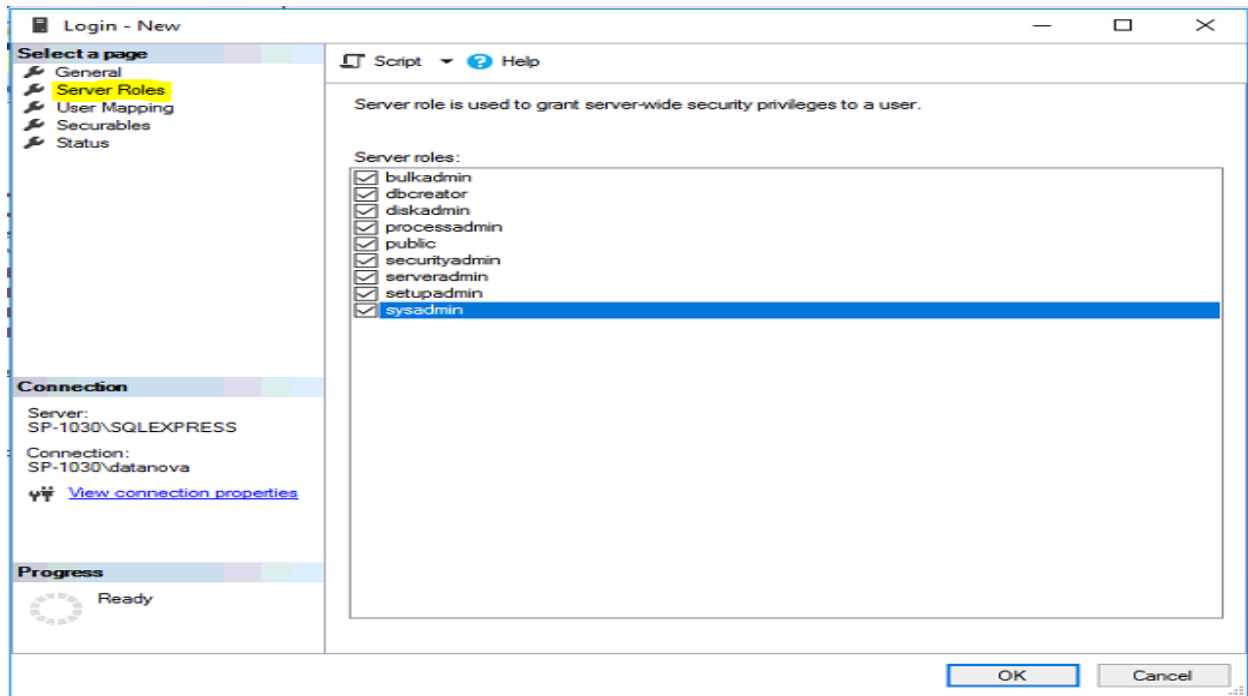 Login - New
Select a page
General
Server Roles
User Mapping
Securables
Status
Script
Help
Server role is used to grant server-wide security privileges to a user.
Server roles:
bulkadmin
dbcreator
diskadmin
processadmin
public
securityadmin
serveradmin
setupadmin
sysadmin
Connection
Server:
SP-1030\SQLEXPRESS
Connection:
SP-1030\datanova
View connection properties
Progress
Ready
OK
Cancel